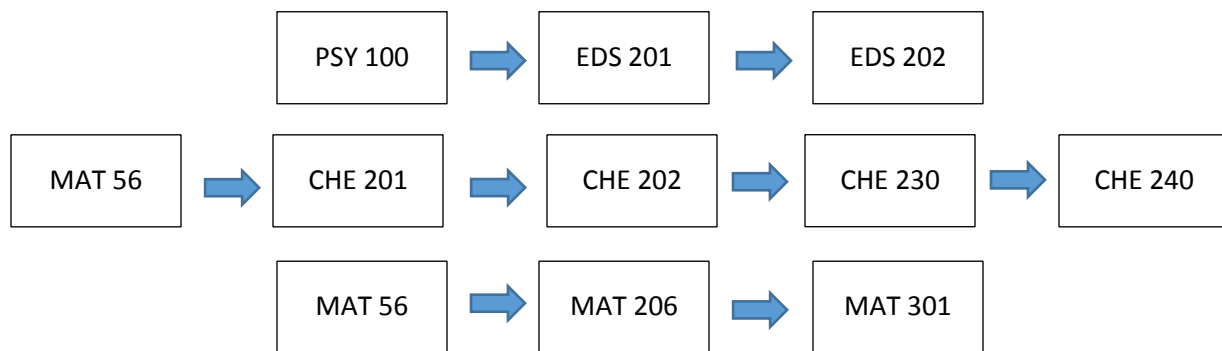 PSY 100 EDS 201 EDS 202
MAT 56 CHE 201 CHE 202 CHE 230 CHE 240
MAT 56 MAT 206 MAT 301